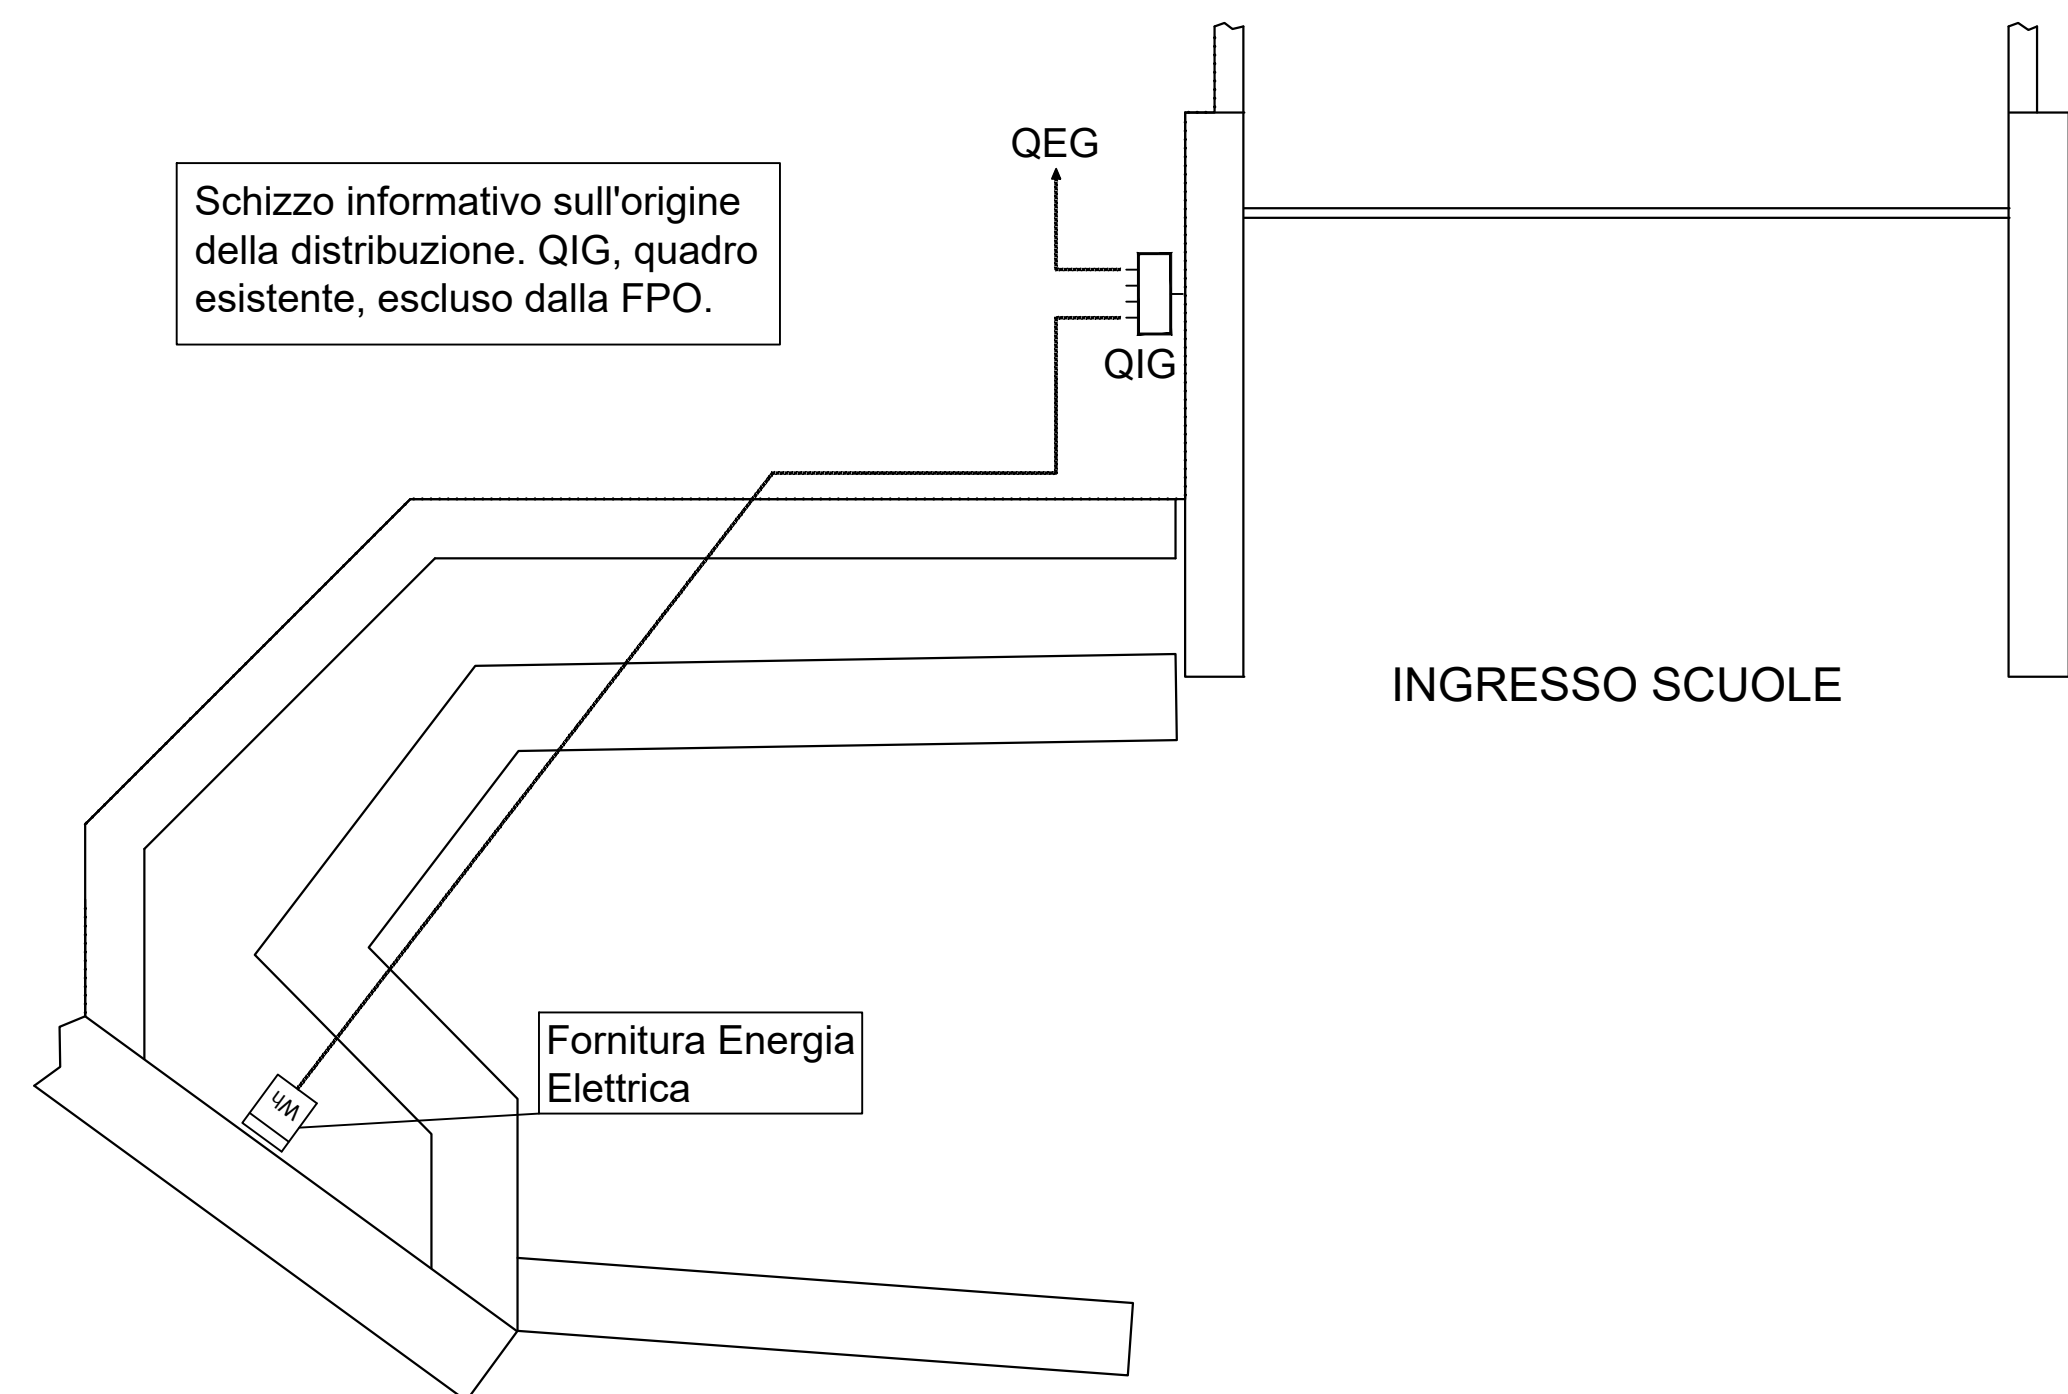 QEG
Schizzo informativo sull'origine
della distribuzione. QIG, quadro
esistente, escluso dalla FPO.
QIG
INGRESSO SCUOLE
Fornitura Energia
Elettrica
Wh